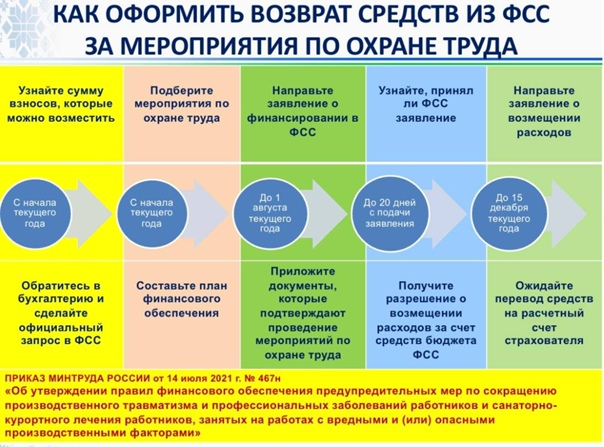 КАК ОФОРМИТЬ ВОЗВРАТ СРЕДСТВ ИЗ ФСС
ЗА МЕРОПРИЯТИЯ ПО ОХРАНЕ ТРУДА
Узнайте сумму
взносов, которые
можно возместить
Подберите
мероприятия по
охране труда
Направьте
заявление о
финансировании в
ФСС
Узнайте, принял
ли ФСС
заявление
Направьте
заявление о
возмещении
расходов
С начала
текущего
года
С начала
текущего
года
До 1
августа
текущего
года
До 20 дней
с подачи
заявления
До 15
декабря
текущего
года
Обратитесь в
бухгалтерию и
сделайте
официальный
запрос в ФСС
Составьте план
финансового
обеспечения
Приложите
документы,
которые
подтверждают
проведение
мероприятий по
охране труда
Получите
разрешение о
возмещении
расходов за счет
средств бюджета
ФСС
Ожидайте
перевод средств
на расчетный
счет
страхователя
ПРИКАЗ МИНТРУДА РОССИИ от 14 июля 2021 г. № 467н
«Об утверждении правил финансового обеспечения предупредительных мер по сокращению
производственного травматизма и профессиональных заболеваний работников и санаторно-
курортного лечения работников, занятых на работах с вредными и (или) опасными
производственными факторами»